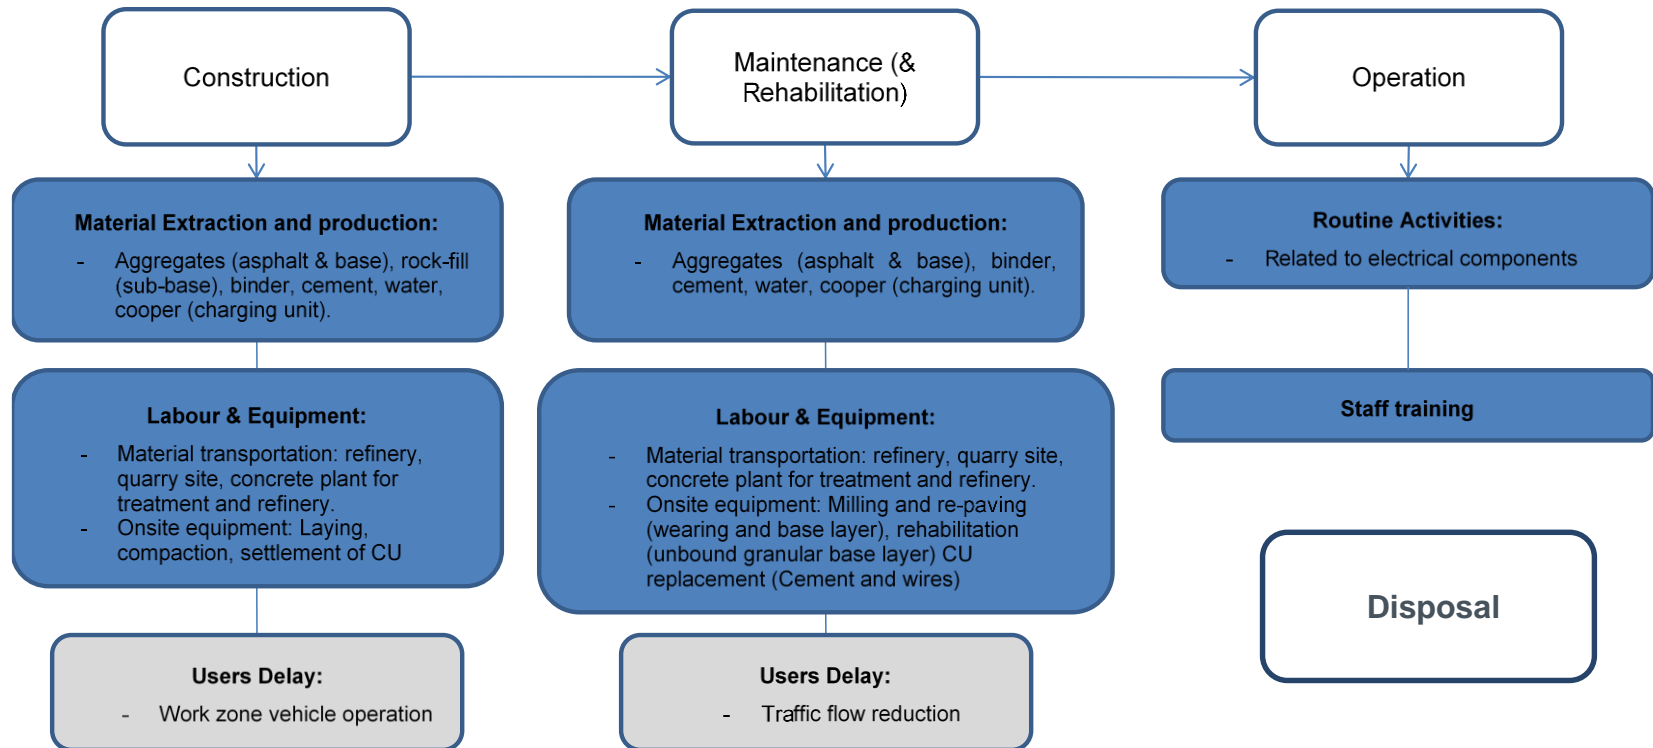 Construction
Maintenance (&
Rehabilitation)
Operation
Material Extraction and production:
- Aggregates (asphalt & base), rock-fill
(sub-base), binder, cement, water,
cooper (charging unit).
Material Extraction and production:
- Aggregates (asphalt & base), binder,
cement, water, cooper (charging unit).
Routine Activities:
- Related to electrical components
Labour & Equipment:
- Material transportation: refinery,
quarry site, concrete plant for
treatment and refinery.
- Onsite equipment: Laying,
compaction, settlement of CU
Labour & Equipment:
- Material transportation: refinery, quarry site,
concrete plant for treatment and refinery.
- Onsite equipment: Milling and re-paving
(wearing and base layer), rehabilitation
(unbound granular base layer) CU
replacement (Cement and wires)
Staff training
Disposal
Users Delay:
- Work zone vehicle operation
Users Delay:
- Traffic flow reduction